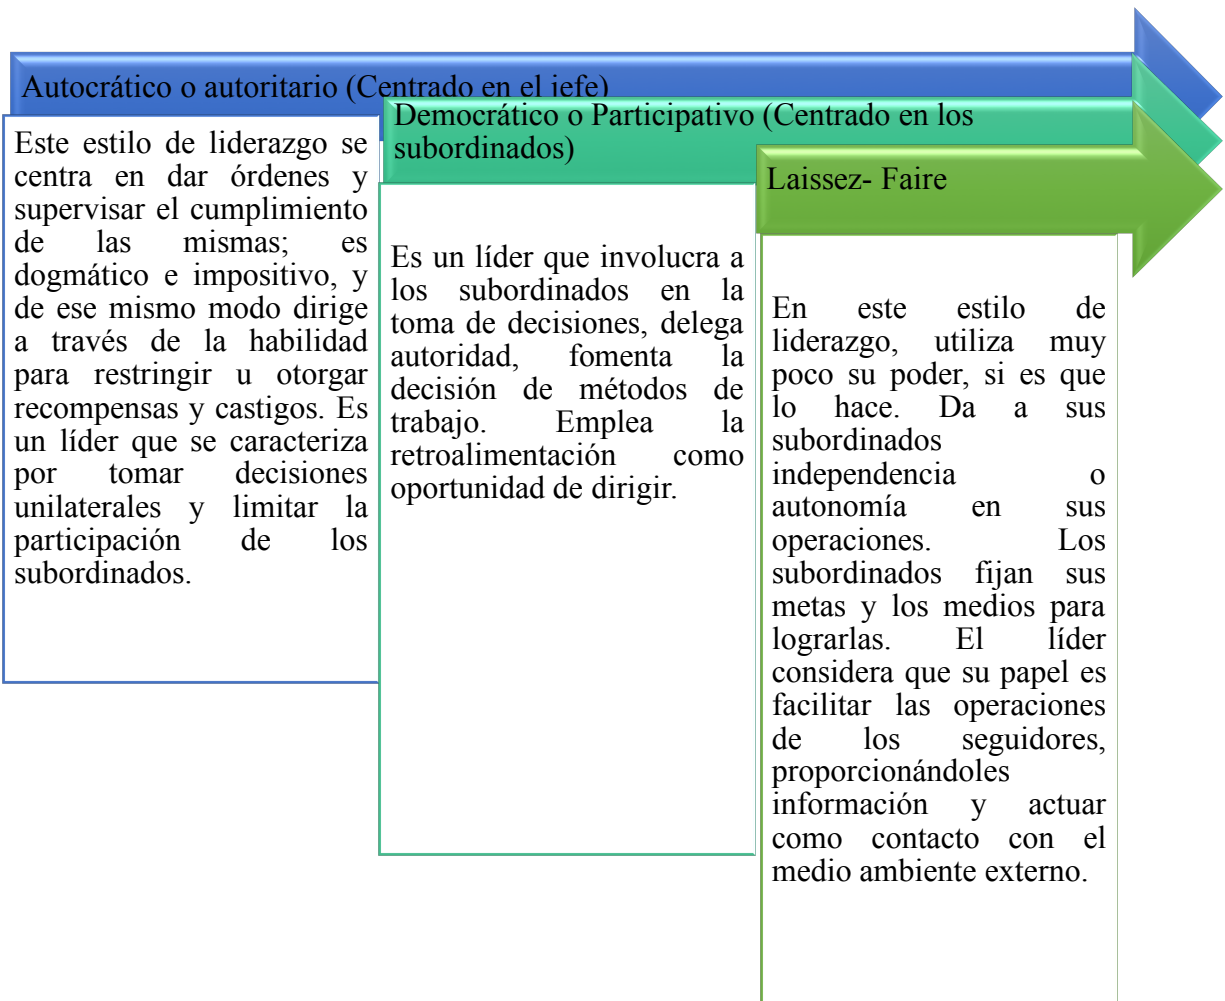 Autocrático o autoritario (Centrado en el jefe)
Este estilo de liderazgo se
centra en dar órdenes y
supervisar el cumplimiento
de las mismas; es
dogmático e impositivo, y
de ese mismo modo dirige
a través de la habilidad
para restringir u otorgar
recompensas y castigos. Es
un líder que se caracteriza
por tomar decisiones
unilaterales y limitar la
participación de los
subordinados.
Democrático o Participativo (Centrado en los
subordinados)
Es un líder que involucra a
los subordinados en la
toma de decisiones, delega
autoridad, fomenta la
decisión de métodos de
trabajo. Emplea la
retroalimentación como
oportunidad de dirigir.
Laissez- Faire
En este estilo de
liderazgo, utiliza muy
poco su poder, si es que
lo hace. Da a sus
subordinados
independencia o
autonomía en sus
operaciones. Los
subordinados fijan sus
metas y los medios para
lograrlas. El líder
considera que su papel es
facilitar las operaciones
de los seguidores,
proporcionándoles
información y actuar
como contacto con el
medio ambiente externo.